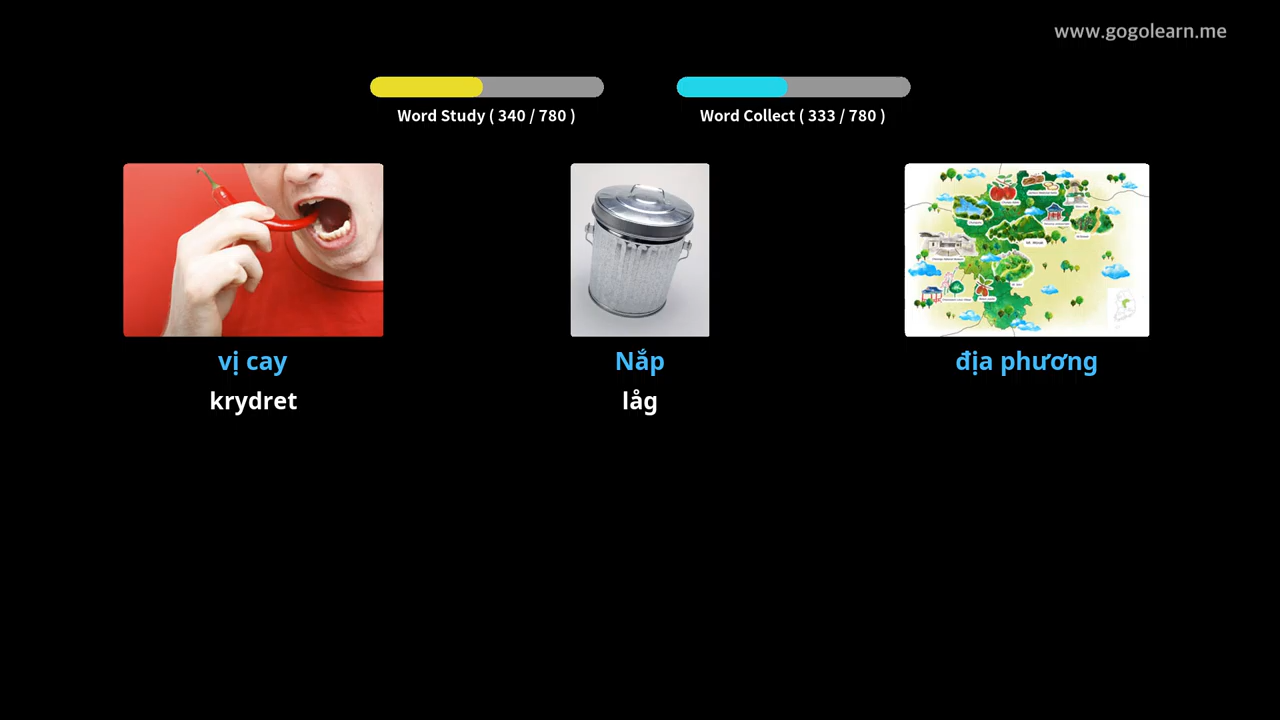 www.gogolearn.me
Word Study ( 340 / 780 )
Word Collect ( 333 / 780 )
vị cay
Nắp
địa phương
krydret
låg